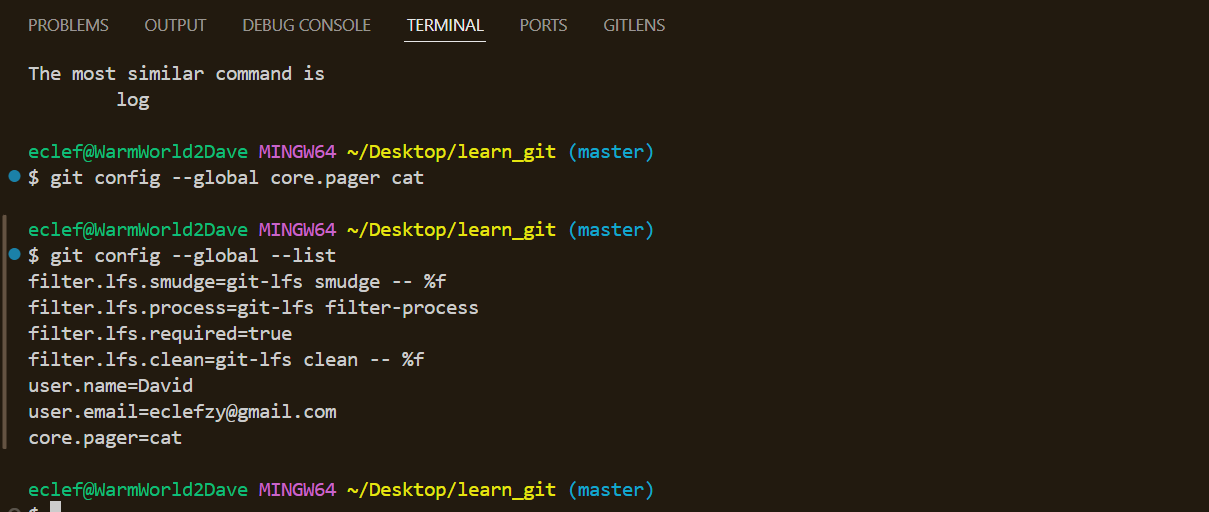 PROBLEMS OUTPUT DEBUG CONSOLE TERMINAL PORTS GITLENS
The most similar command is
log
eclef@WarmWorld2Dave MINGW64 ~/Desktop/learn_git (master)
$ git config --global core.pager cat
eclef@WarmWorld2Dave MINGW64 ~/Desktop/learn_git (master)
$ git config --global --list
filter.lfs.smudge=git-lfs smudge -- %f
filter.lfs.process=git-lfs filter-process
filter.lfs.required=true
filter.lfs.clean=git-lfs clean -- %f
user.name=David
user.email=eclefzy@gmail.com
core.pager=cat
eclef@WarmWorld2Dave MINGW64 ~/Desktop/learn_git (master)
$